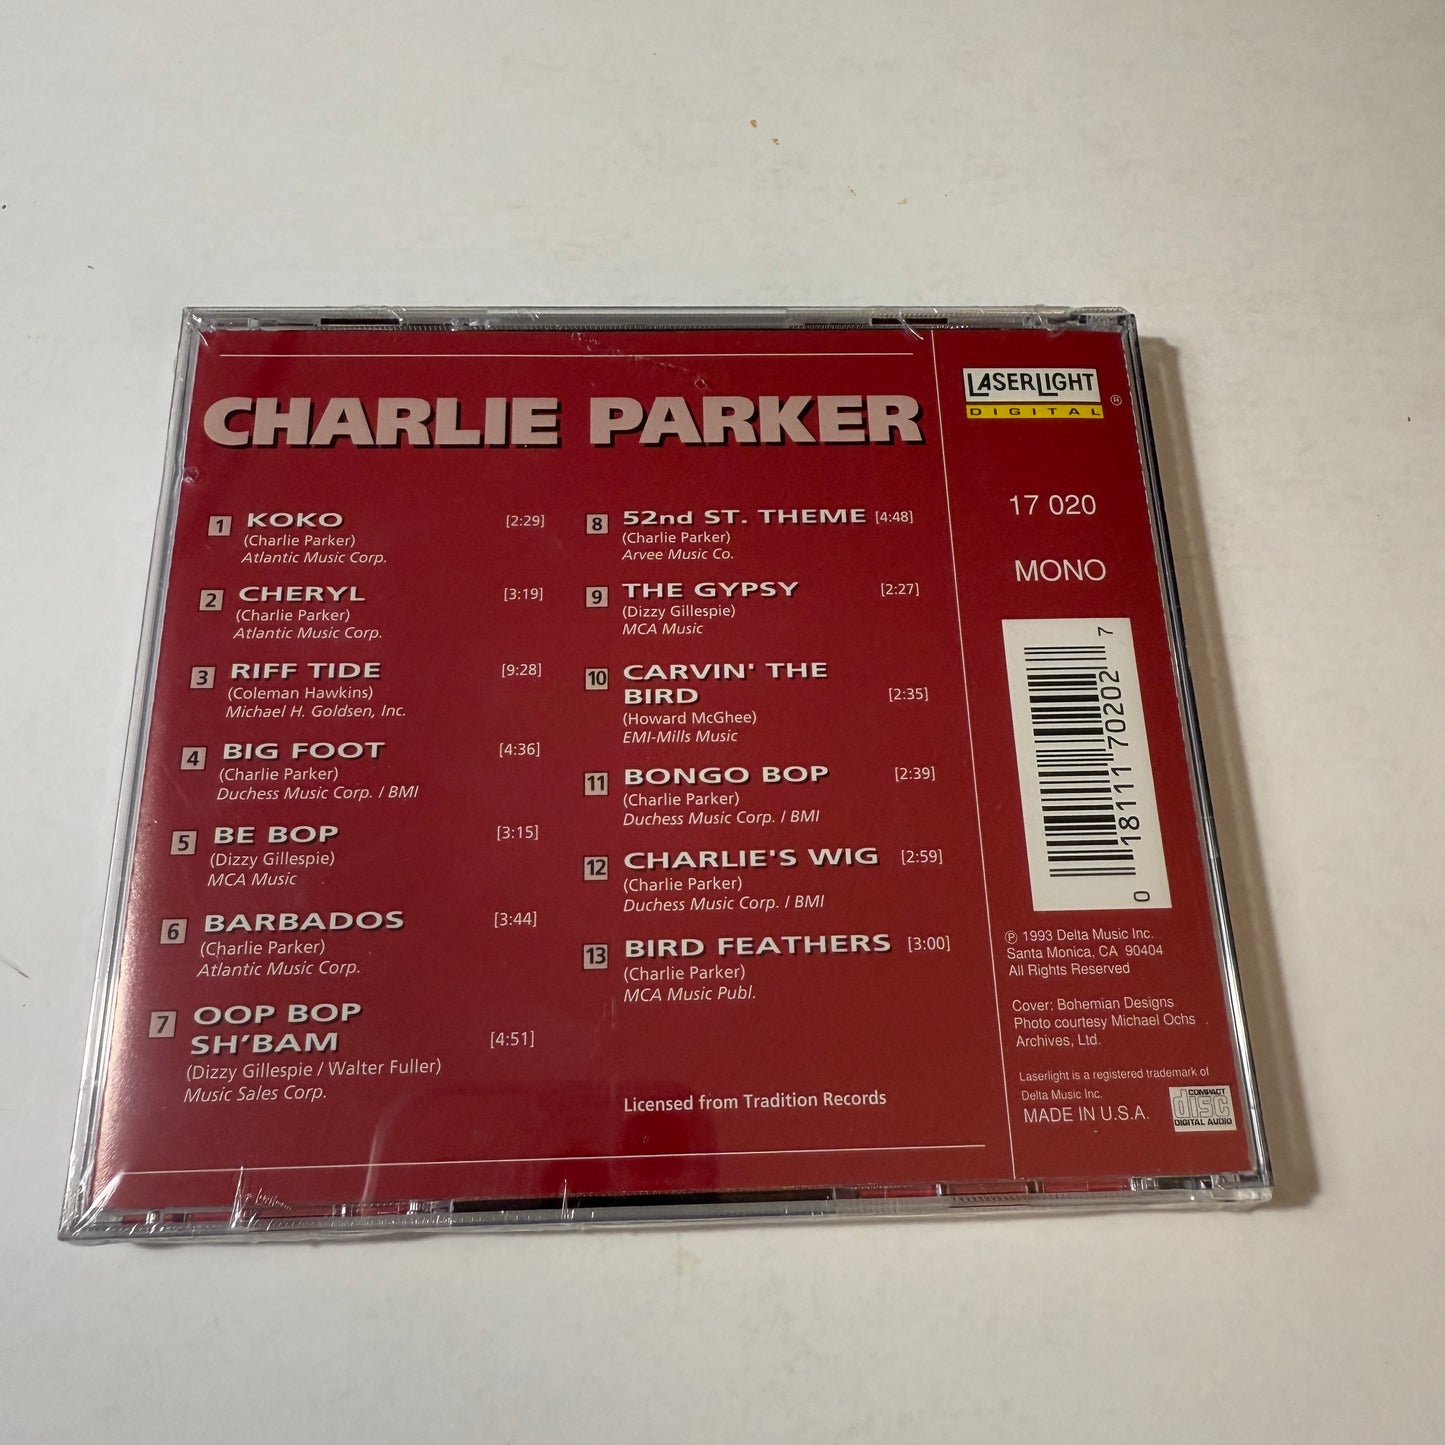 CHARLIE PARKER
1 KOKO [2:29]
(Charlie Parker)
Atlantic Music Corp.
2 CHERYL [3:19]
(Charlie Parker)
Atlantic Music Corp.
3 RIFF TIDE [9:28]
(Coleman Hawkins)
Michael H. Goldsen, Inc.
4 BIG FOOT [4:36]
(Charlie Parker)
Duchess Music Corp. / BMI
5 BE BOP [3:15]
(Dizzy Gillespie)
MCA Music
6 BARBADOS [3:44]
(Charlie Parker)
Atlantic Music Corp.
7 OOP BOP
SH'BAM [4:51]
(Dizzy Gillespie / Walter Fuller)
Music Sales Corp.
8 52nd ST. THEME [4:48]
(Charlie Parker)
Arvee Music Co.
9 THE GYPSY [2:27]
(Dizzy Gillespie)
MCA Music
10 CARVIN' THE
BIRD [2:35]
(Howard McGhee)
EMI-Mills Music
11 BONGO BOP [2:39]
(Charlie Parker)
Duchess Music Corp. / BMI
12 CHARLIE'S WIG [2:59]
(Charlie Parker)
Duchess Music Corp. / BMI
13 BIRD FEATHERS [3:00]
(Charlie Parker)
MCA Music Publ.
Licensed from Tradition Records
LASERLIGHT
DIGITAL ®
17 020
MONO
0 18111 70202 7
℗ 1993 Delta Music Inc.
Santa Monica, CA 90404
All Rights Reserved
Cover: Bohemian Designs
Photo courtesy Michael Ochs
Archives, Ltd.
Laserlight is a registered trademark of
Delta Music Inc.
MADE IN U.S.A.
COMPACT
disc
DIGITAL AUDIO